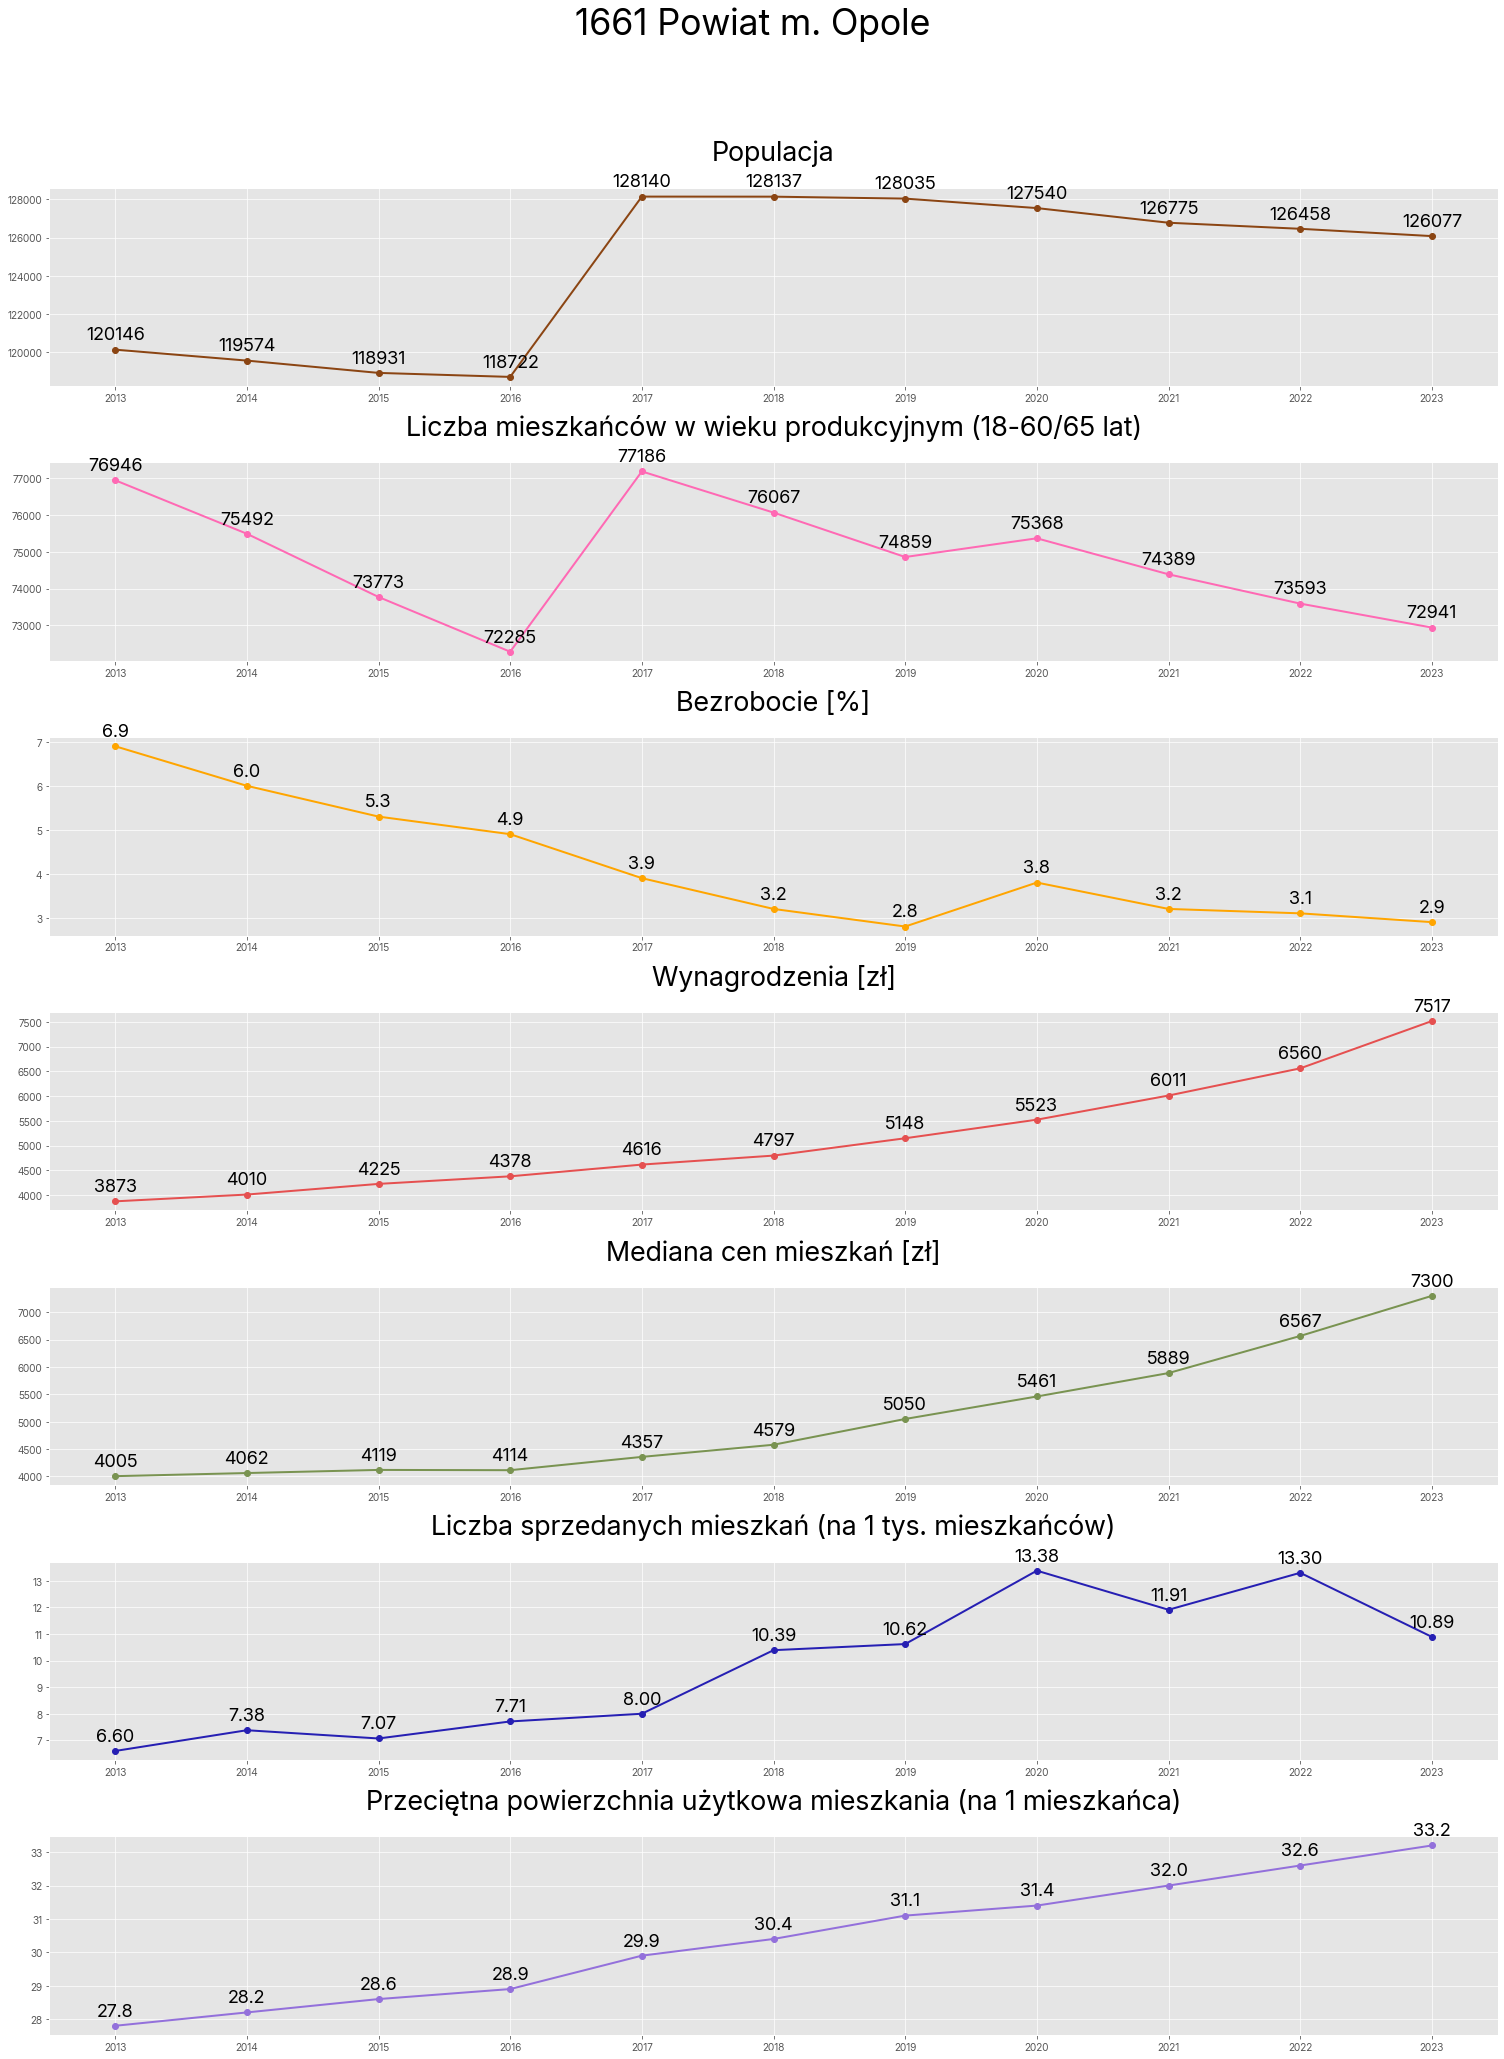 1661 Powiat m. Opole
Populacja
128000
126000
124000
122000
120000
120146 119574 118931 118722 128140 128137 128035 127540 126775 126458 126077
2013 2014 2015 2016 2017 2018 2019 2020 2021 2022 2023
Liczba mieszkańców w wieku produkcyjnym (18-60/65 lat)
77000
76000
75000
74000
73000
76946 75492 73773 72285 77186 76067 74859 75368 74389 73593 72941
2013 2014 2015 2016 2017 2018 2019 2020 2021 2022 2023
Bezrobocie [%]
7
6
5
4
3
6.9 6.0 5.3 4.9 3.9 3.2 2.8 3.8 3.2 3.1 2.9
2013 2014 2015 2016 2017 2018 2019 2020 2021 2022 2023
Wynagrodzenia [zł]
7500
7000
6500
6000
5500
5000
4500
4000
3873 4010 4225 4378 4616 4797 5148 5523 6011 6560 7517
2013 2014 2015 2016 2017 2018 2019 2020 2021 2022 2023
Mediana cen mieszkań [zł]
7000
6500
6000
5500
5000
4500
4000
4005 4062 4119 4114 4357 4579 5050 5461 5889 6567 7300
2013 2014 2015 2016 2017 2018 2019 2020 2021 2022 2023
Liczba sprzedanych mieszkań (na 1 tys. mieszkańców)
13
12
11
10
9
8
7
6.60 7.38 7.07 7.71 8.00 10.39 10.62 13.38 11.91 13.30 10.89
2013 2014 2015 2016 2017 2018 2019 2020 2021 2022 2023
Przeciętna powierzchnia użytkowa mieszkania (na 1 mieszkańca)
33
32
31
30
29
28
27.8 28.2 28.6 28.9 29.9 30.4 31.1 31.4 32.0 32.6 33.2
2013 2014 2015 2016 2017 2018 2019 2020 2021 2022 2023